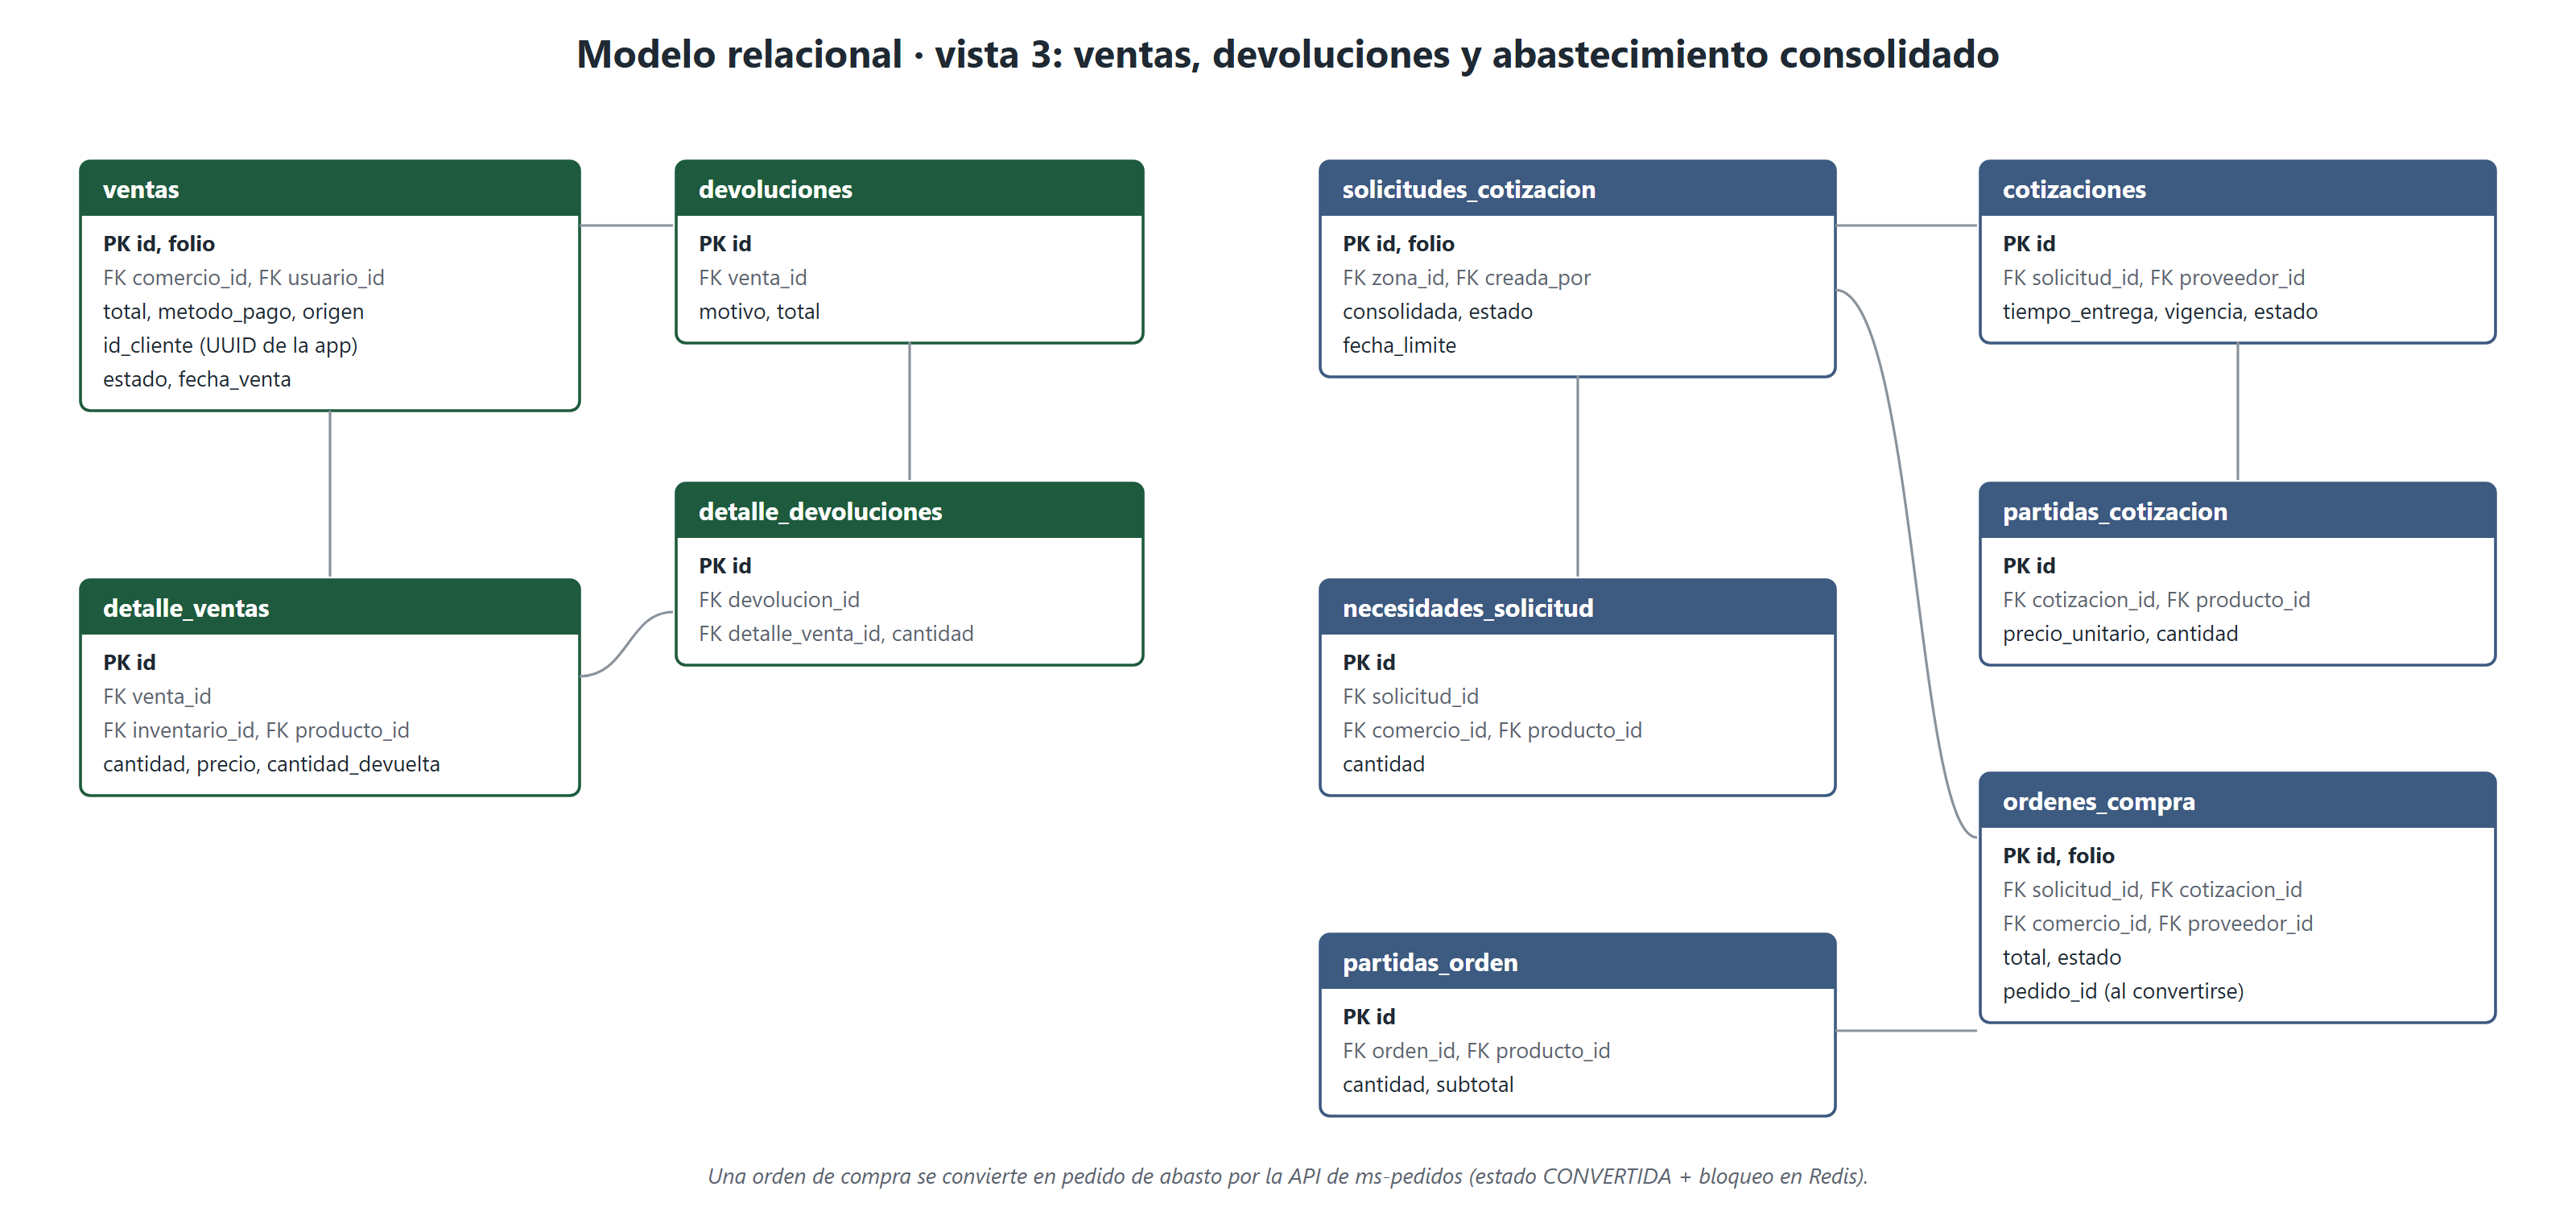 Modelo relacional · vista 3: ventas, devoluciones y abastecimiento consolidado
ventas
PK id, folio
FK comercio_id, FK usuario_id
total, metodo_pago, origen
id_cliente (UUID de la app)
estado, fecha_venta
devoluciones
PK id
FK venta_id
motivo, total
detalle_ventas
PK id
FK venta_id
FK inventario_id, FK producto_id
cantidad, precio, cantidad_devuelta
detalle_devoluciones
PK id
FK devolucion_id
FK detalle_venta_id, cantidad
solicitudes_cotizacion
PK id, folio
FK zona_id, FK creada_por
consolidada, estado
fecha_limite
cotizaciones
PK id
FK solicitud_id, FK proveedor_id
tiempo_entrega, vigencia, estado
necesidades_solicitud
PK id
FK solicitud_id
FK comercio_id, FK producto_id
cantidad
partidas_cotizacion
PK id
FK cotizacion_id, FK producto_id
precio_unitario, cantidad
ordenes_compra
PK id, folio
FK solicitud_id, FK cotizacion_id
FK comercio_id, FK proveedor_id
total, estado
pedido_id (al convertirse)
partidas_orden
PK id
FK orden_id, FK producto_id
cantidad, subtotal
Una orden de compra se convierte en pedido de abasto por la API de ms-pedidos (estado CONVERTIDA + bloqueo en Redis).